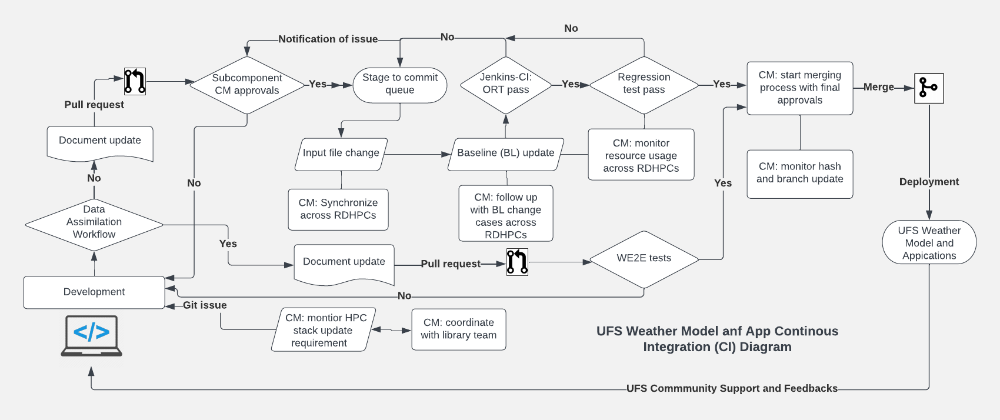 No
Notification of issue
No
Subcomponent
CM approvals
Yes
Stage to commit
queue
Jenkins-CI:
ORT pass
Yes
Regression
test pass
Yes
CM: start merging
process with final
approvals
Merge
Pull request
Document update
Input file change
Baseline (BL) update
CM: monitor
resource usage
across RDHPCs
CM: monitor hash
and branch update
No
No
Yes
Deployment
CM: Synchronize
across RDHPCs
CM: follow up
with BL change
cases across
RDHPCs
Data
Assimilation
Workflow
Yes
UFS Weather
Model and
Appications
Document update
Pull request
WE2E tests
Development
No
Git issue
CM: montior HPC
stack update
requirement
CM: coordinate
with library team
</>
UFS Weather Model anf App Continous
Integration (CI) Diagram
UFS Commmunity Support and Feedbacks